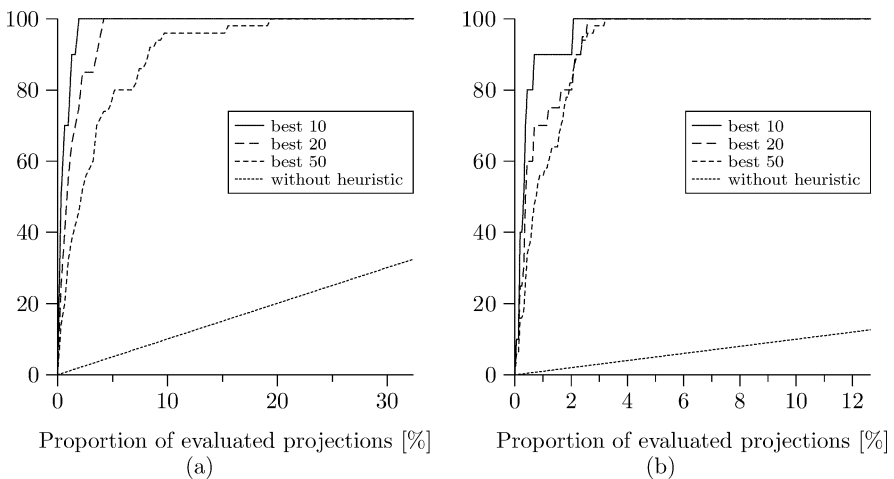 100
80
60
40
20
0
best 10
best 20
best 50
without heuristic
0 10 20 30
Proportion of evaluated projections [%]
(a)
100
80
60
40
20
0
best 10
best 20
best 50
without heuristic
0 2 4 6 8 10 12
Proportion of evaluated projections [%]
(b)